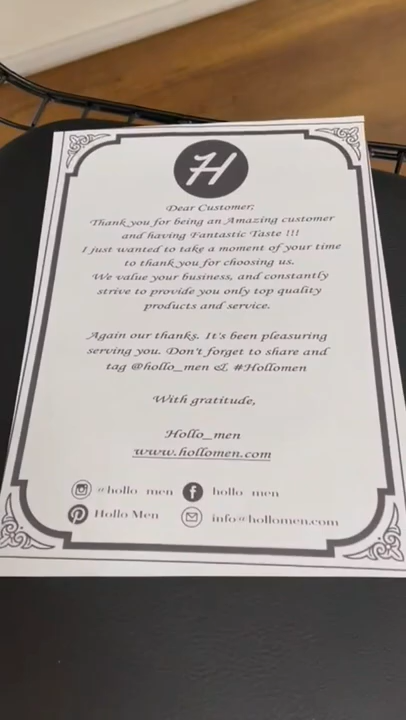 H
Dear Customer;
Thank you for being an Amazing customer
and having Fantastic Taste !!!
I just wanted to take a moment of your time
to thank you for choosing us.
We value your business, and constantly
strive to provide you only top quality
products and service.
Again our thanks. It's been pleasuring
serving you. Don't forget to share and
tag @hollo_men & #Hollomen
With gratitude,
Hollo_men
www.hollomen.com
@hollo_men hollo_men
Hollo Men info@hollomen.com